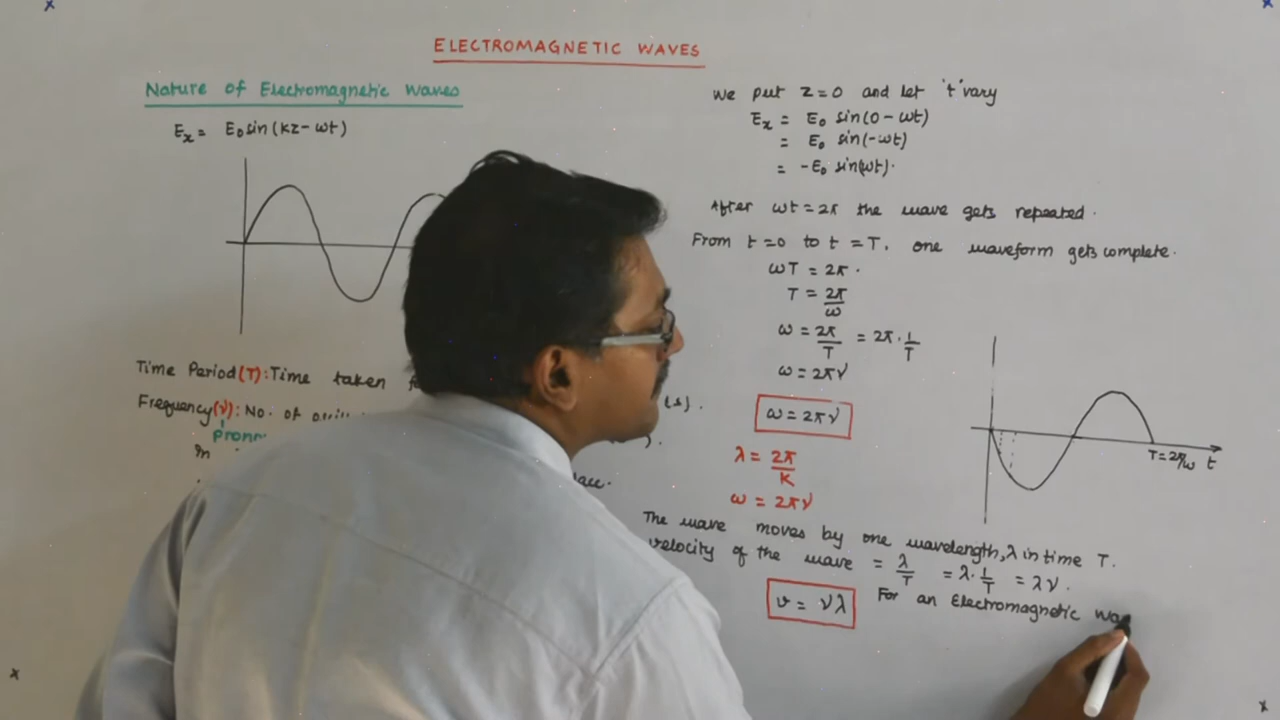 ELECTROMAGNETIC WAVES
Nature of Electromagnetic Waves
Ex = E₀ sin(kz-ωt)
Time Period(T): Time taken
Frequency(ν): No. of
In
(s).
We put z=0 and let 't' vary
Ex = E₀ sin(0-ωt)
= E₀ sin(-ωt)
= -E₀ sin(ωt).
After ωt=2π the wave gets repeated.
From t=0 to t=T, one waveform gets complete.
ωT = 2π.
T = 2π/ω
ω = 2π/T = 2π·1/T
ω = 2πν
ω = 2πν
λ = 2π/K
ω = 2πν
T=2π/ω t
The wave moves by one wavelength, λ in time T.
velocity of the wave = λ/T = λ·1/T = λν.
v = νλ For an Electromagnetic